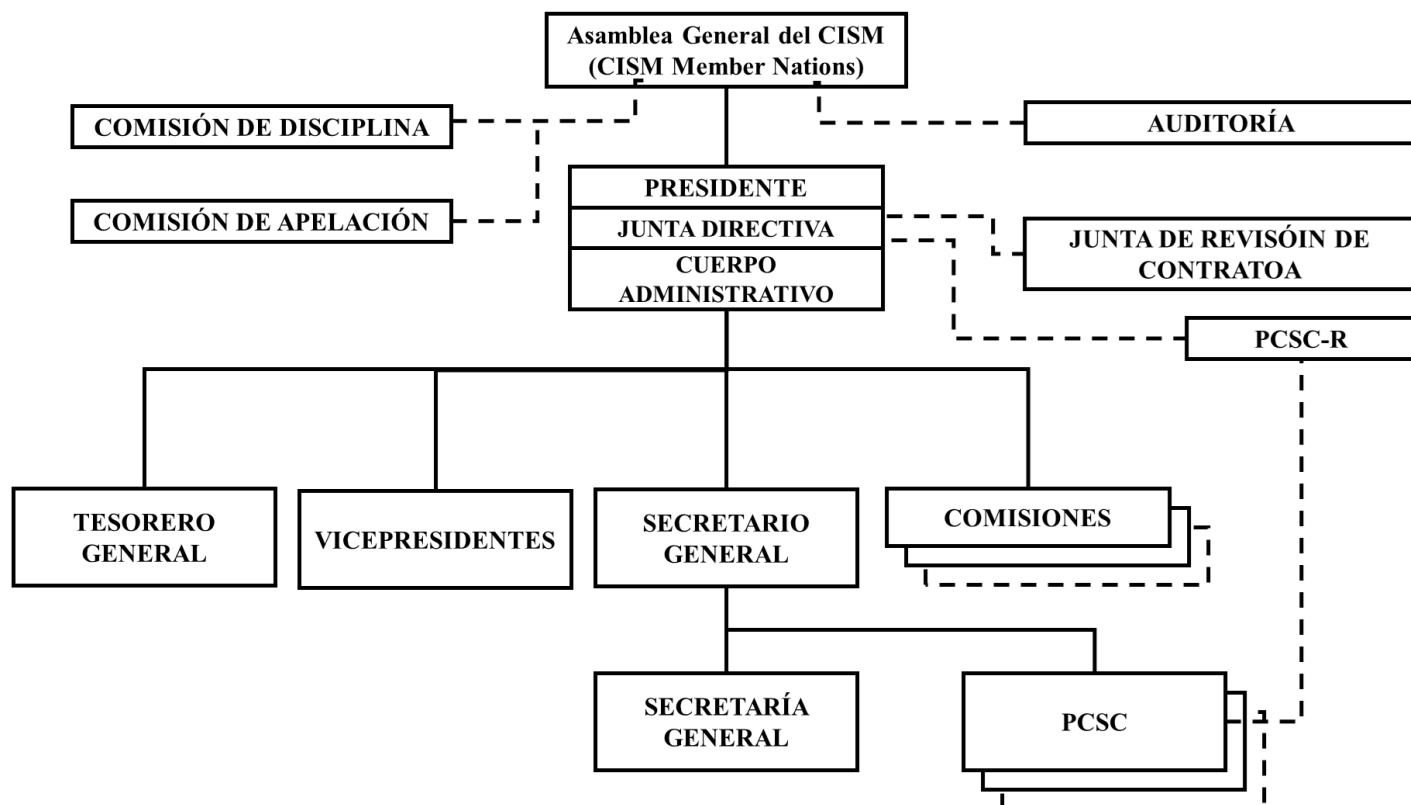 Asamblea General del CISM
(CISM Member Nations)
COMISIÓN DE DISCIPLINA
AUDITORÍA
PRESIDENTE
COMISIÓN DE APELACIÓN
JUNTA DIRECTIVA
JUNTA DE REVISÓIN DE
CONTRATOA
CUERPO
ADMINISTRATIVO
PCSC-R
TESORERO
GENERAL
VICEPRESIDENTES
SECRETARIO
GENERAL
COMISIONES
SECRETARÍA
GENERAL
PCSC